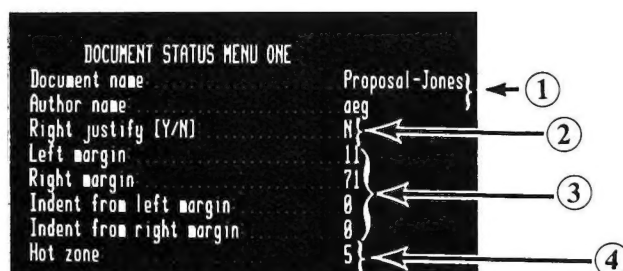 DOCUMENT STATUS MENU ONE
Document name Proposal-Jones
Author name aeg
Right justify [Y/N] N
Left margin 11
Right margin 71
Indent from left margin 0
Indent from right margin 0
Hot zone 5
1
2
3
4